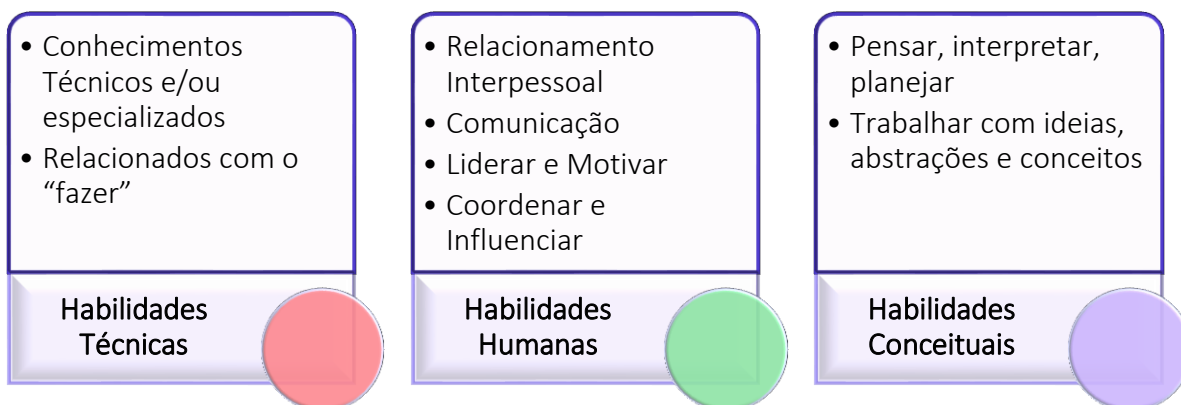 • Conhecimentos
Técnicos e/ou
especializados
• Relacionados com o
“fazer”
Habilidades
Técnicas
• Relacionamento
Interpessoal
• Comunicação
• Liderar e Motivar
• Coordenar e
Influenciar
Habilidades
Humanas
• Pensar, interpretar,
planejar
• Trabalhar com ideias,
abstrações e conceitos
Habilidades
Conceituais